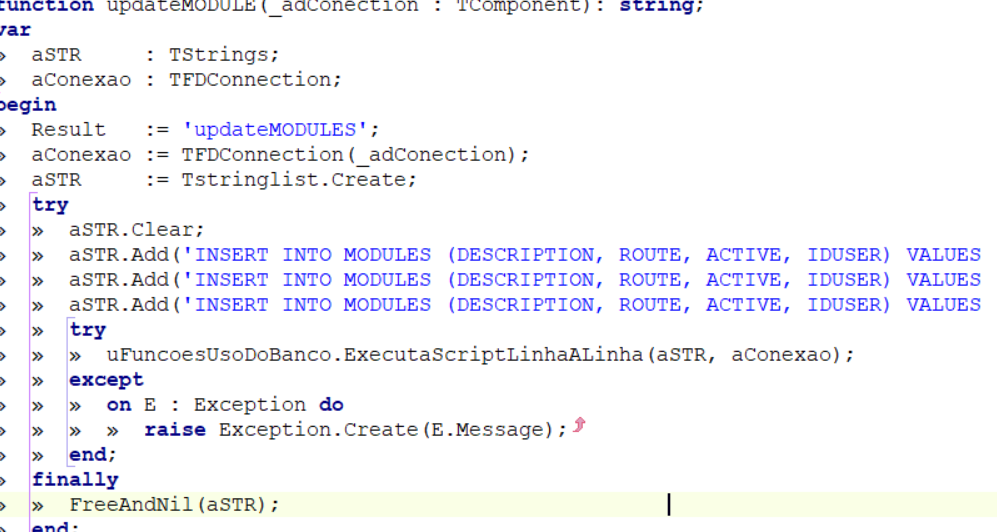 function updateMODULE(_adConection : TComponent): string;
var
» aSTR : TStrings;
» aConexao : TFDConnection;
begin
» Result := 'updateMODULES';
» aConexao := TFDConnection(_adConection);
» aSTR := Tstringlist.Create;
» try
» » aSTR.Clear;
» » aSTR.Add('INSERT INTO MODULES (DESCRIPTION, ROUTE, ACTIVE, IDUSER) VALUES
» » aSTR.Add('INSERT INTO MODULES (DESCRIPTION, ROUTE, ACTIVE, IDUSER) VALUES
» » aSTR.Add('INSERT INTO MODULES (DESCRIPTION, ROUTE, ACTIVE, IDUSER) VALUES
» » try
» » » uFuncoesUsoDoBanco.ExecutaScriptLinhaALinha(aSTR, aConexao);
» » except
» » » on E : Exception do
» » » » raise Exception.Create(E.Message);
» » end;
» finally
» » FreeAndNil(aSTR);
» end;